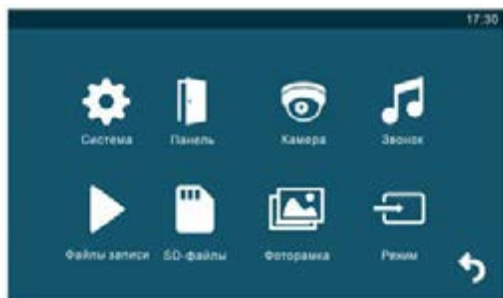 17:30
Система Панель Камера Звонок
Файлы записи SD-файлы Фоторамка Режим